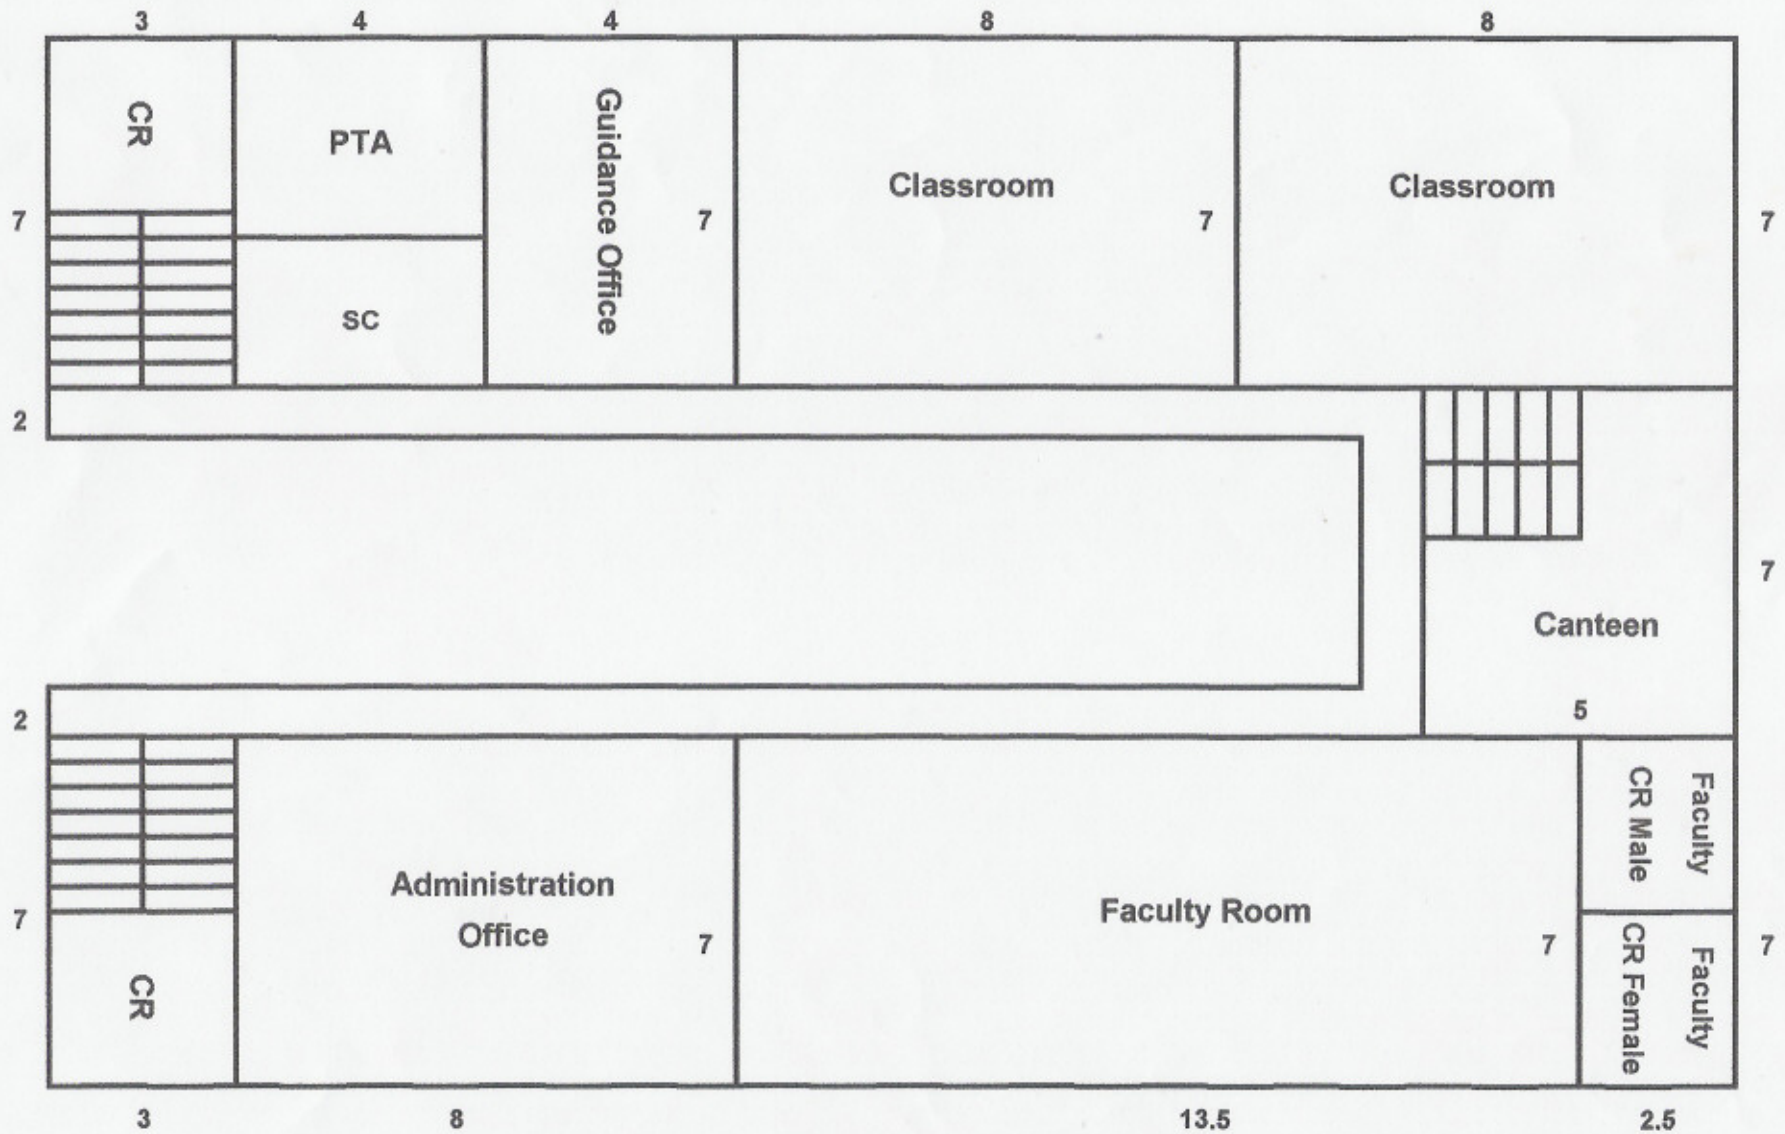 3 4 4 8 8
CR
PTA
Guidance Office
Classroom
Classroom
7 7 7 7
SC
2
7
Canteen
5
2
CR Male
Faculty
Administration
Office
Faculty Room
7 7 7 7
CR
CR Female
Faculty
3 8 13.5 2.5